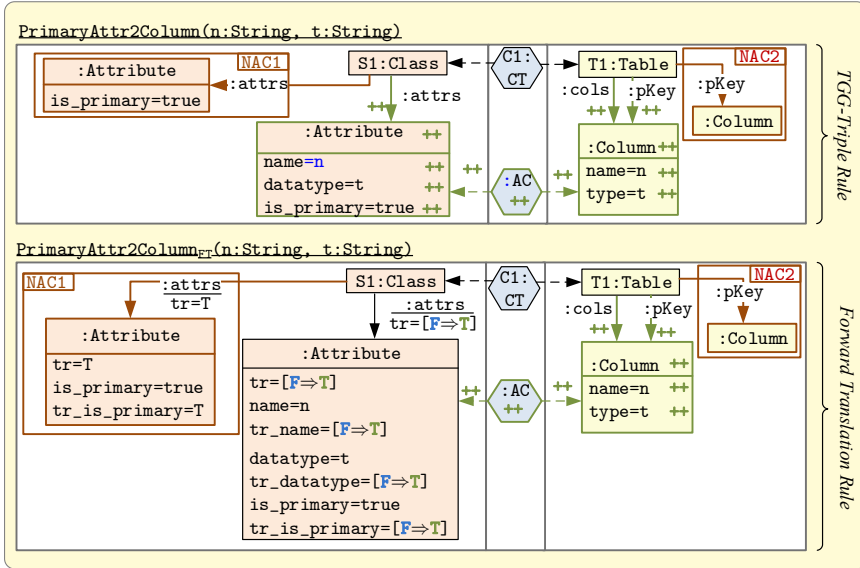 PrimaryAttr2Column(n:String, t:String)
NAC1
:Attribute
is_primary=true
:attrs
S1:Class
++
:attrs
:Attribute ++
name=n ++
datatype=t ++
is_primary=true ++
C1:
CT
++
:AC
++
++
T1:Table
:cols
:pKey
++
++
:Column ++
name=n ++
type=t ++
NAC2
:pKey
:Column
TGG-Triple Rule
PrimaryAttr2ColumnFT(n:String, t:String)
NAC1
:attrs
tr=T
:Attribute
tr=T
is_primary=true
tr_is_primary=T
S1:Class
:attrs
tr=[F⇒T]
:Attribute
tr=[F⇒T]
name=n
tr_name=[F⇒T]
datatype=t
tr_datatype=[F⇒T]
is_primary=true
tr_is_primary=[F⇒T]
C1:
CT
++
:AC
++
++
T1:Table
:cols
:pKey
++
++
:Column ++
name=n ++
type=t ++
NAC2
:pKey
:Column
Forward Translation Rule